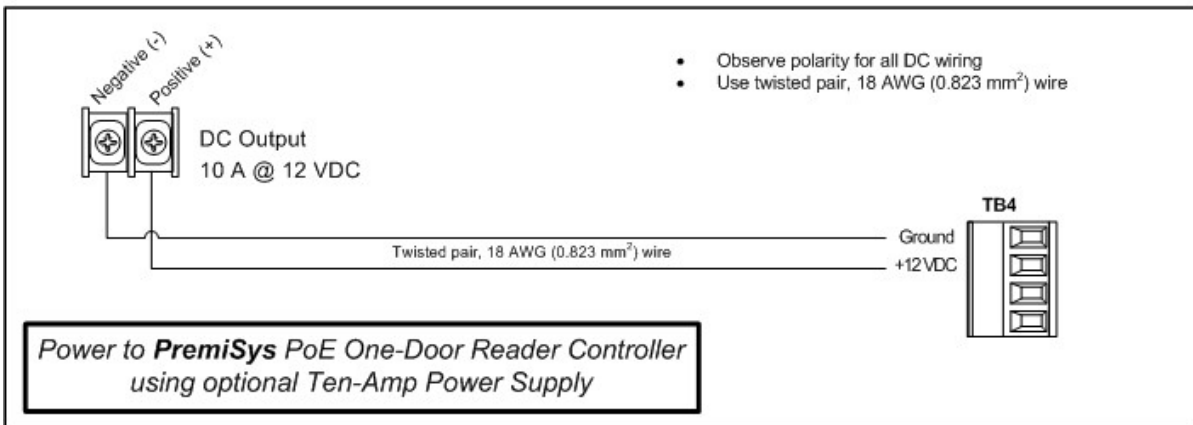 Negative (-)
Positive (+)
DC Output
10 A @ 12 VDC
• Observe polarity for all DC wiring
• Use twisted pair, 18 AWG (0.823 mm²) wire
TB4
Ground
+12 VDC
Twisted pair, 18 AWG (0.823 mm²) wire
Power to PremiSys PoE One-Door Reader Controller
using optional Ten-Amp Power Supply